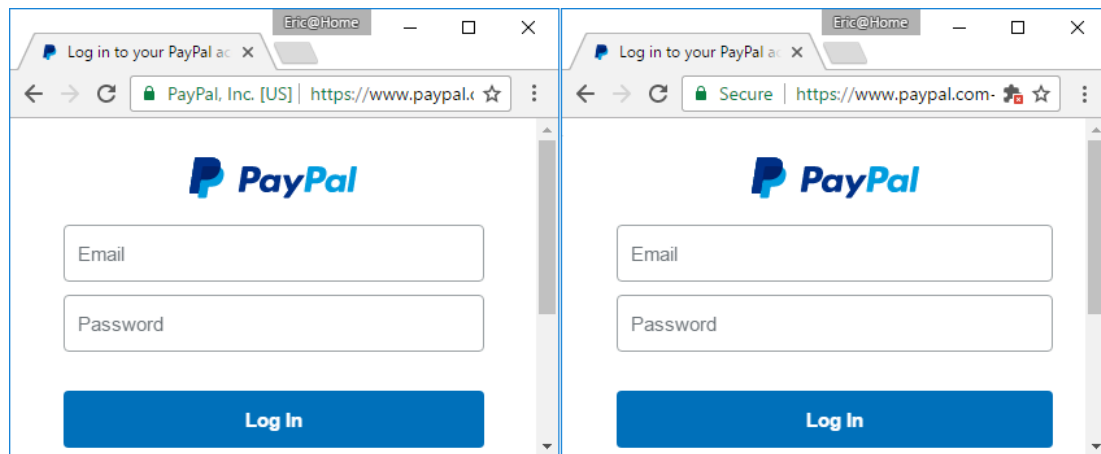 Eric@Home
Log in to your PayPal ac
PayPal, Inc. [US] https://www.paypal.c
PayPal
Email
Password
Log In
Eric@Home
Log in to your PayPal ac
Secure https://www.paypal.com-
PayPal
Email
Password
Log In